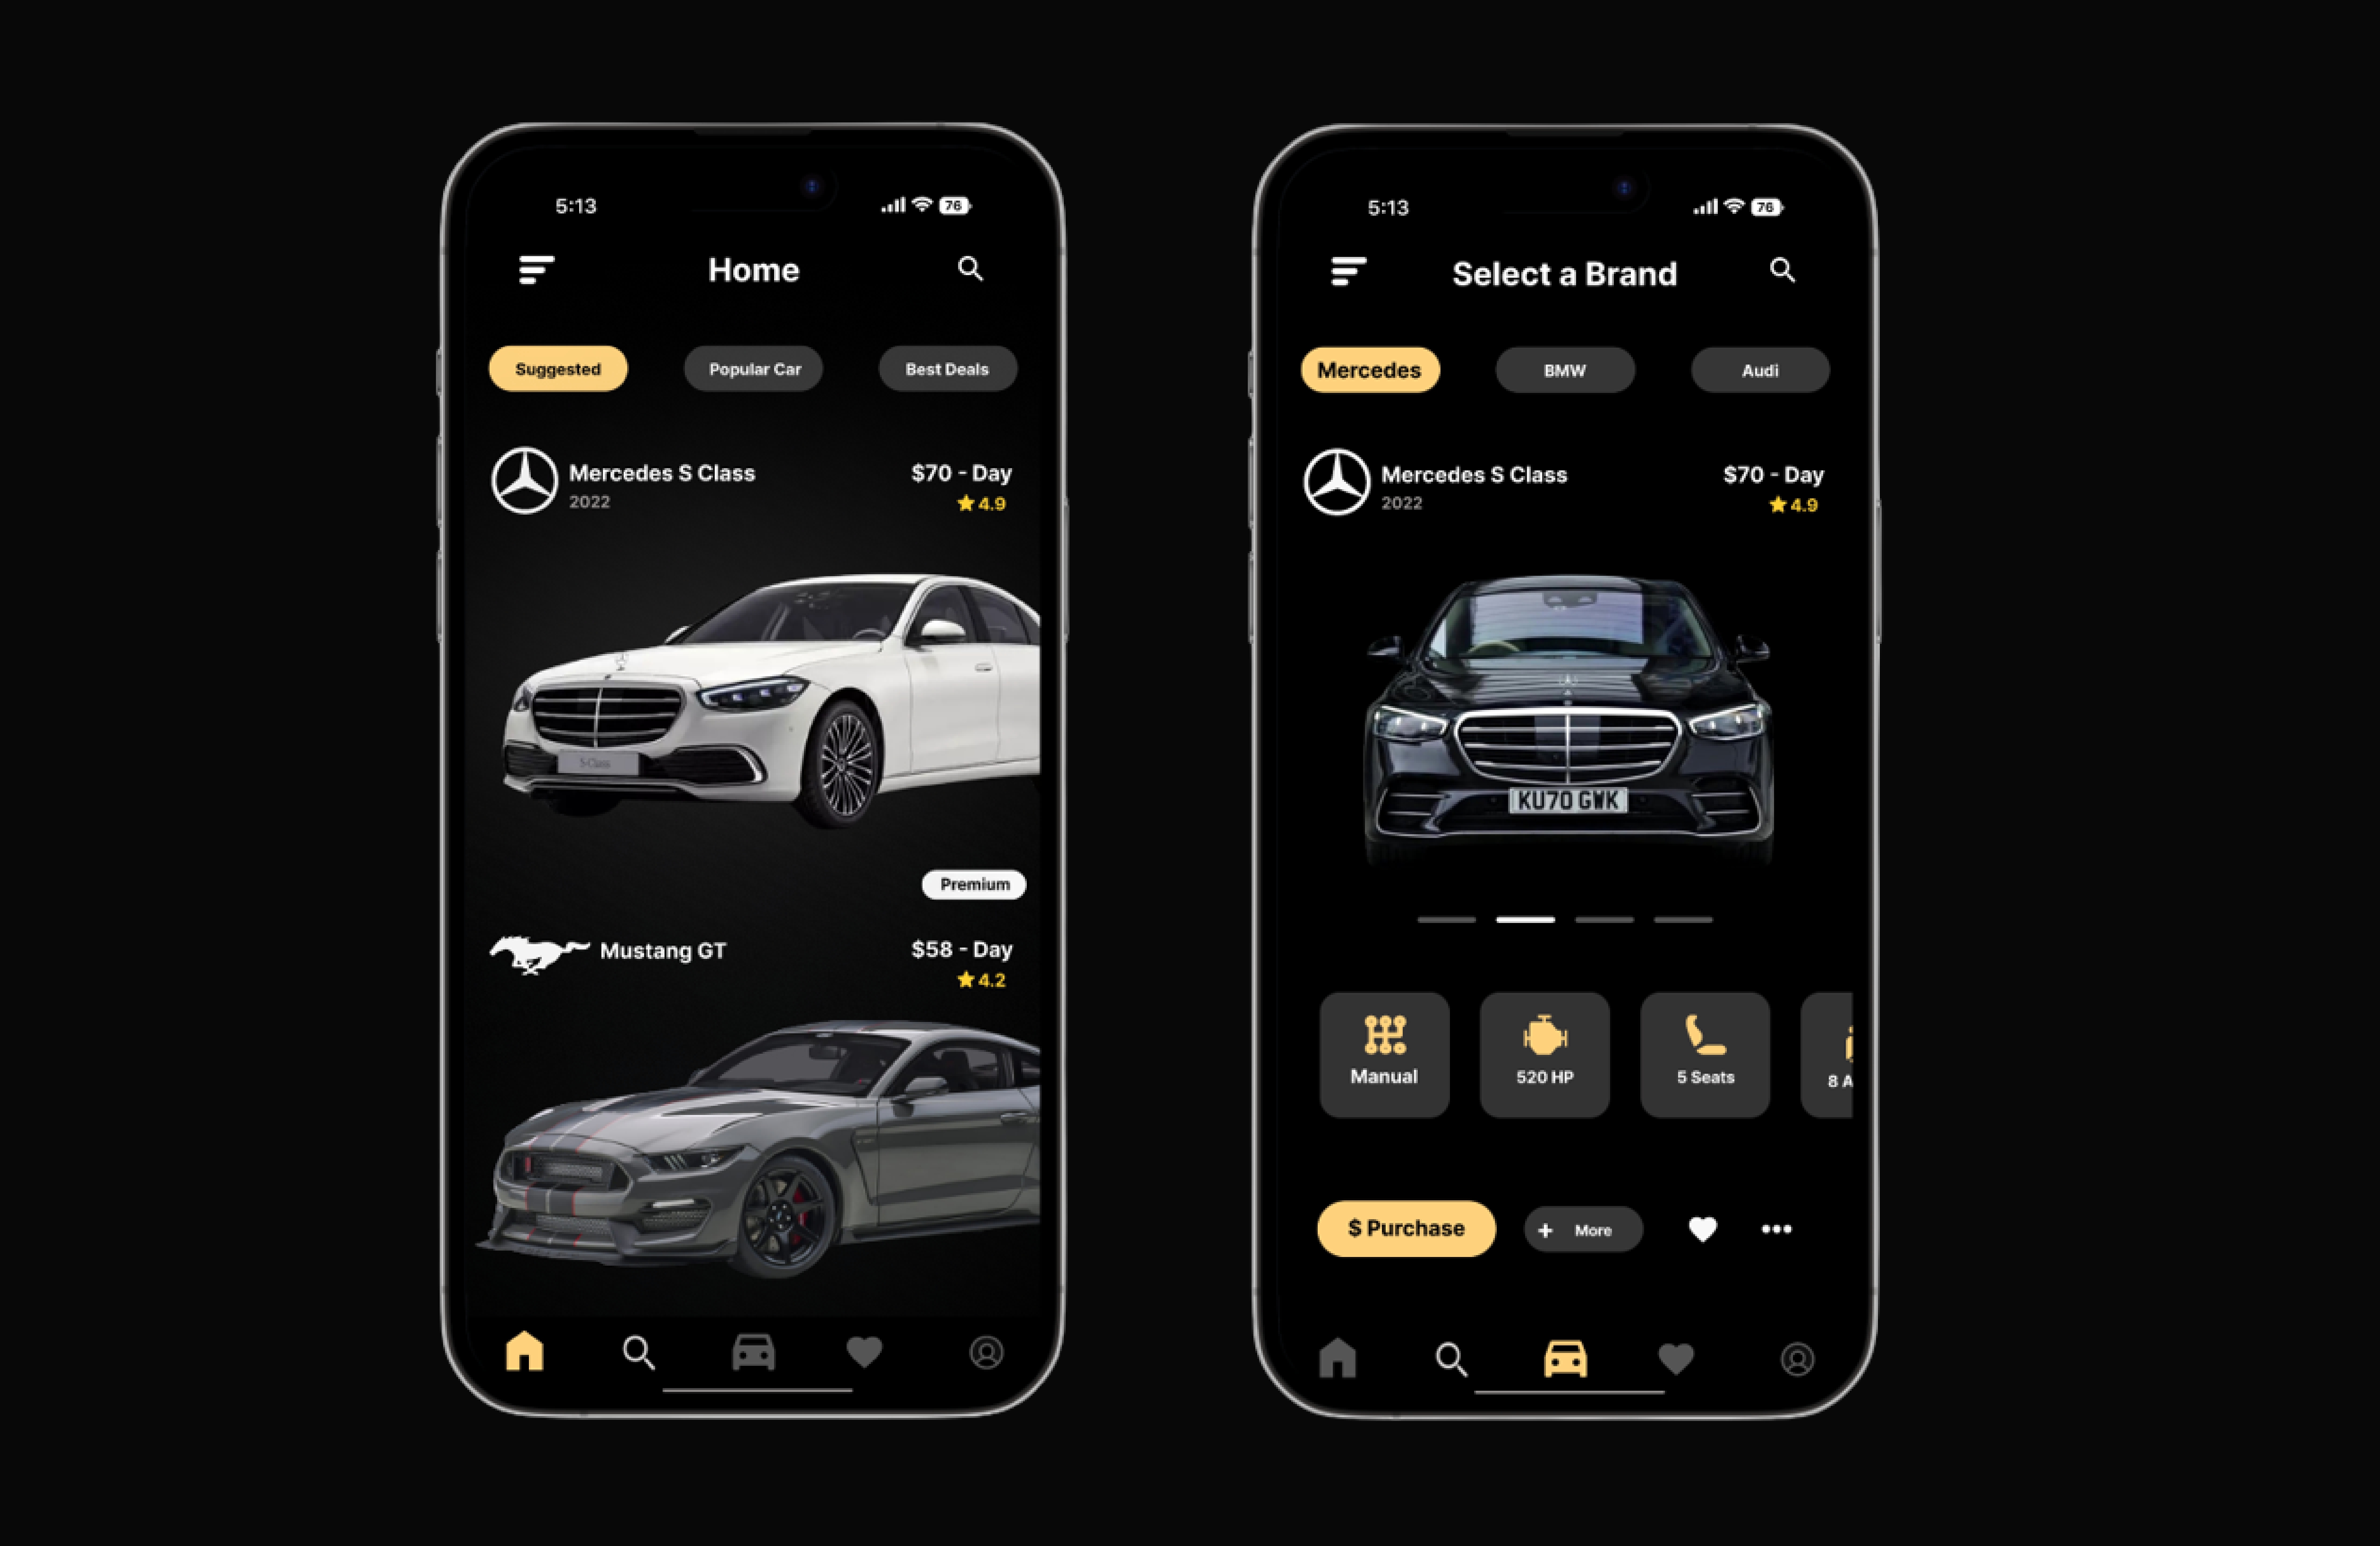 5:13
76
Home
Suggested
Popular Car
Best Deals
Mercedes S Class
$70 - Day
2022
4.9
S-Class
Premium
Mustang GT
$58 - Day
4.2
5:13
76
Select a Brand
Mercedes
BMW
Audi
Mercedes S Class
$70 - Day
2022
4.9
KU70 GWK
Manual
520 HP
5 Seats
8 A
$ Purchase
+ More